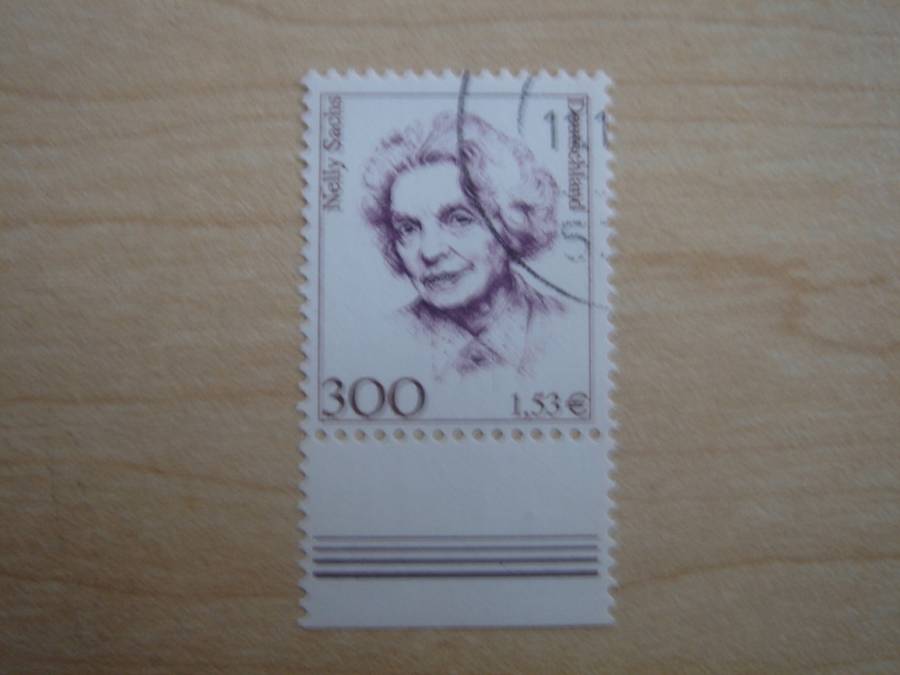 Nelly Sachs
Deutschland
300
1,53 €